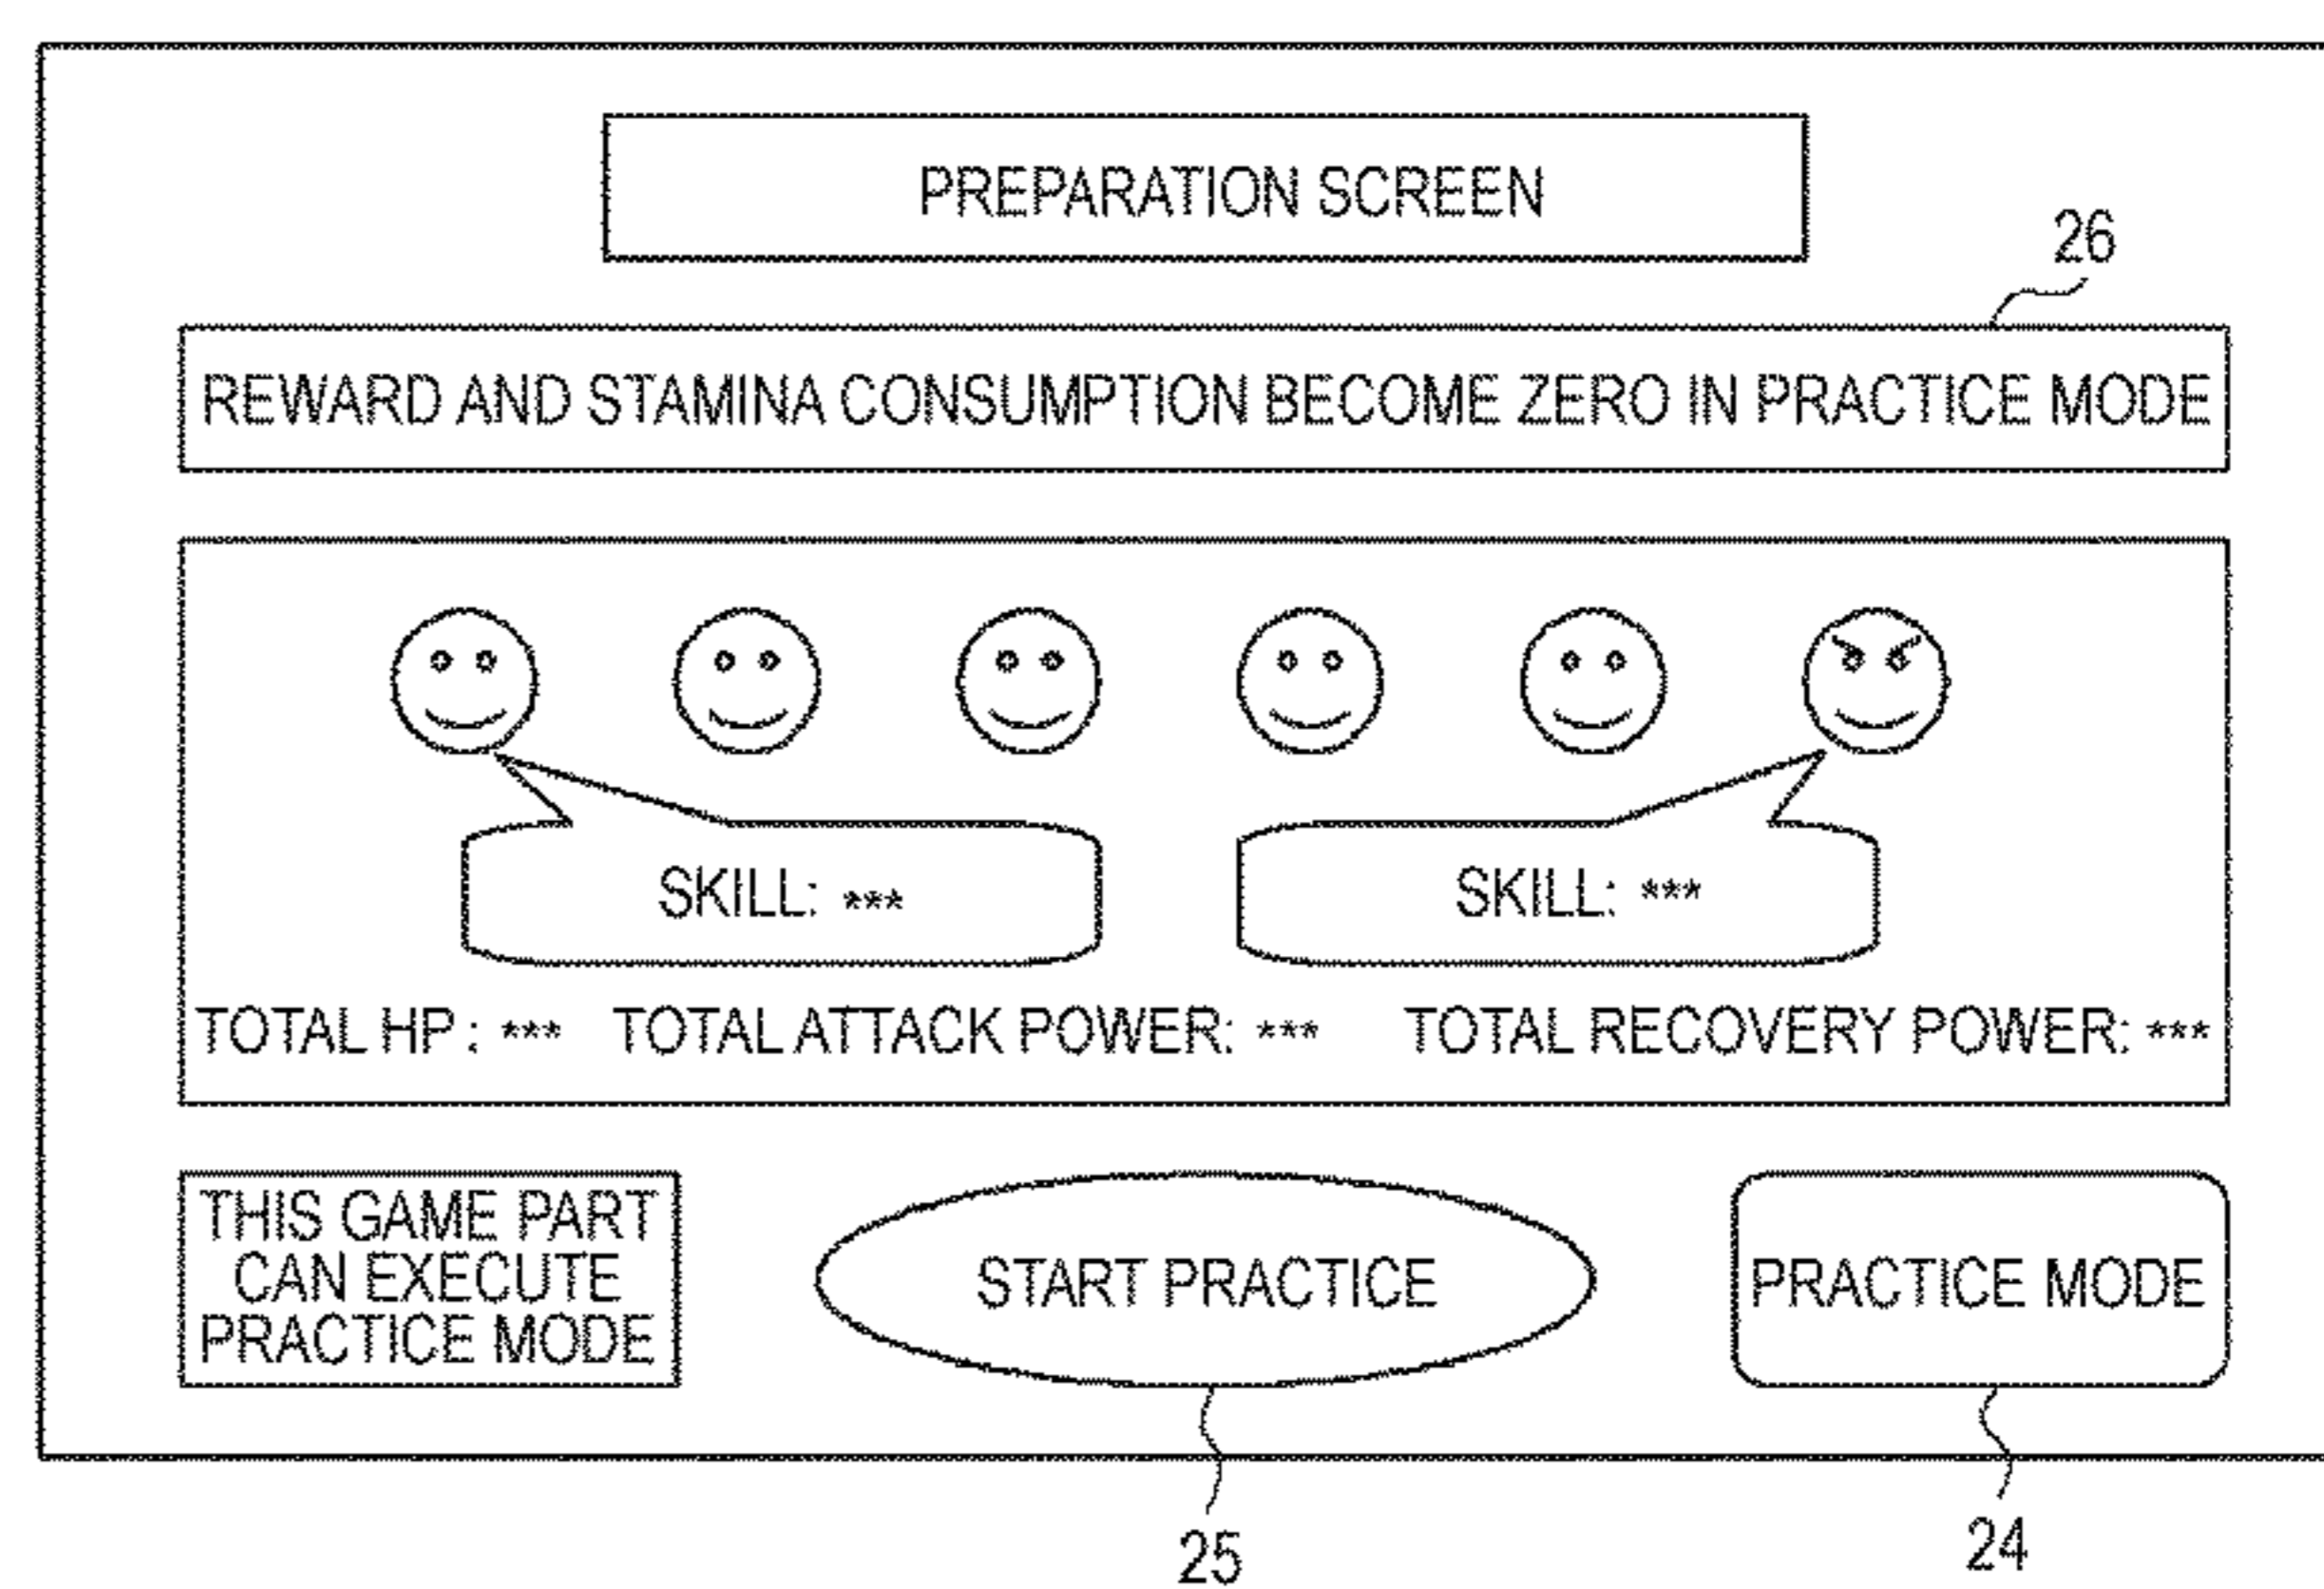 PREPARATION SCREEN
26
REWARD AND STAMINA CONSUMPTION BECOME ZERO IN PRACTICE MODE
SKILL: ***
SKILL: ***
TOTAL HP : *** TOTAL ATTACK POWER: *** TOTAL RECOVERY POWER: ***
THIS GAME PART
CAN EXECUTE
PRACTICE MODE
START PRACTICE
PRACTICE MODE
25
24